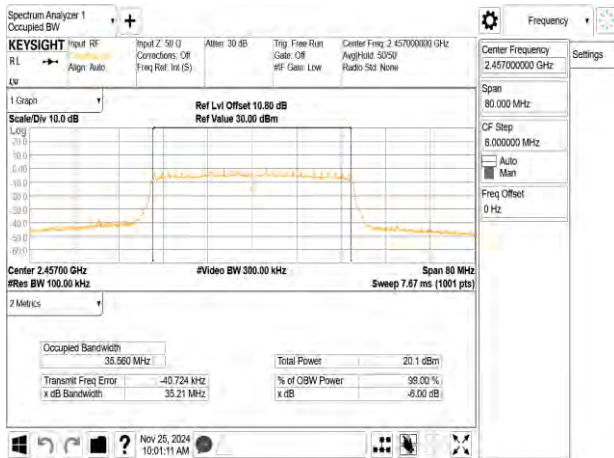 Spectrum Analyzer 1
Occupied BW
Frequency
KEYSIGHT
Input: RF
Input Z: 50 Ω
Atten: 30 dB
Trig: Free Run
Center Freq: 2.457000000 GHz
RL
Corrections: Off
Gate: Off
Avg|Hold: 50/50
Align: Auto
Freq Ref: Int (S)
#IF Gain: Low
Radio Std: None
Center Frequency
2.457000000 GHz
Settings
Span
80.000 MHz
CF Step
8.000000 MHz
Auto
Man
Freq Offset
0 Hz
1 Graph
Ref Lvl Offset 10.80 dB
Scale/Div 10.0 dB
Ref Value 30.00 dBm
Log
20.0
10.0
0.00
-10.0
-20.0
-30.0
-40.0
-50.0
-60.0
Center 2.45700 GHz
#Video BW 300.00 kHz
Span 80 MHz
#Res BW 100.00 kHz
Sweep 7.67 ms (1001 pts)
2 Metrics
Occupied Bandwidth
35.560 MHz
Total Power
20.1 dBm
Transmit Freq Error
-40.724 kHz
% of OBW Power
99.00 %
x dB Bandwidth
35.21 MHz
x dB
-6.00 dB
?
Nov 25, 2024
10:01:11 AM